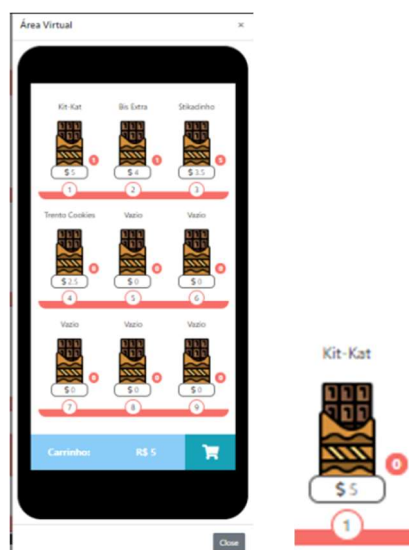 Área Virtual ×
Kit-Kat Bis Extra Stikadinho
1 1
$ 5 $ 4 $ 3.5
1 2 3
Trento Cookies Vazio Vazio
0 0 0
$ 2.5 $ 0 $ 0
4 5 6
Vazio Vazio Vazio
0 0 0
$ 0 $ 0 $ 0
7 8 9
Carrinho: R$ 5
Close
Kit-Kat
0
$ 5
1